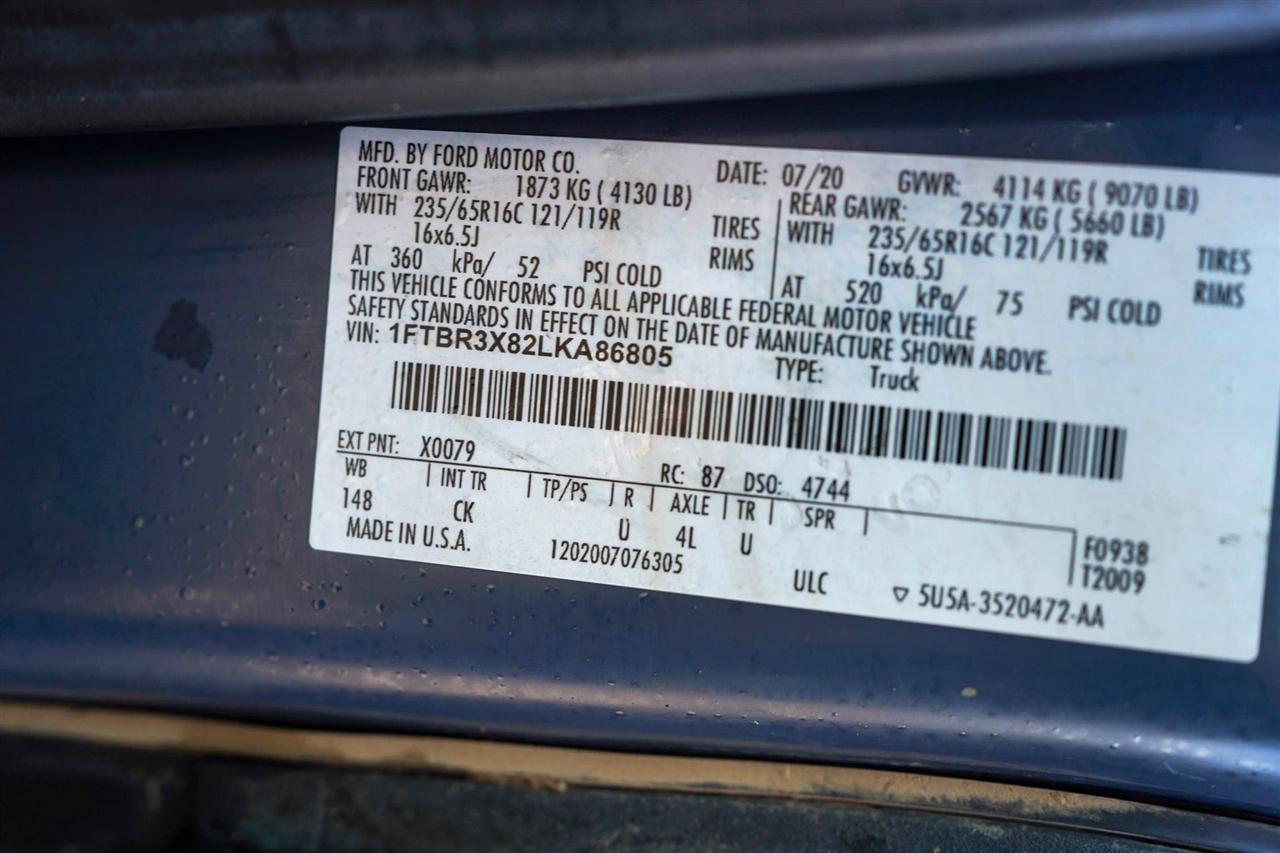 MFD. BY FORD MOTOR CO. DATE: 07/20 GVWR: 4114 KG ( 9070 LB)
FRONT GAWR: 1873 KG ( 4130 LB) REAR GAWR: 2567 KG ( 5660 LB)
WITH 235/65R16C 121/119R TIRES WITH 235/65R16C 121/119R TIRES
16x6.5J RIMS 16x6.5J RIMS
AT 360 kPa/ 52 PSI COLD AT 520 kPa/ 75 PSI COLD
THIS VEHICLE CONFORMS TO ALL APPLICABLE FEDERAL MOTOR VEHICLE
SAFETY STANDARDS IN EFFECT ON THE DATE OF MANUFACTURE SHOWN ABOVE.
VIN: 1FTBR3X82LKA86805 TYPE: Truck
EXT PNT: X0079 RC: 87 DSO: 4744
WB INT TR TP/PS R AXLE TR SPR
148 CK U 4L U F0938
MADE IN U.S.A. 1202007076305 ULC T2009
5U5A-3520472-AA